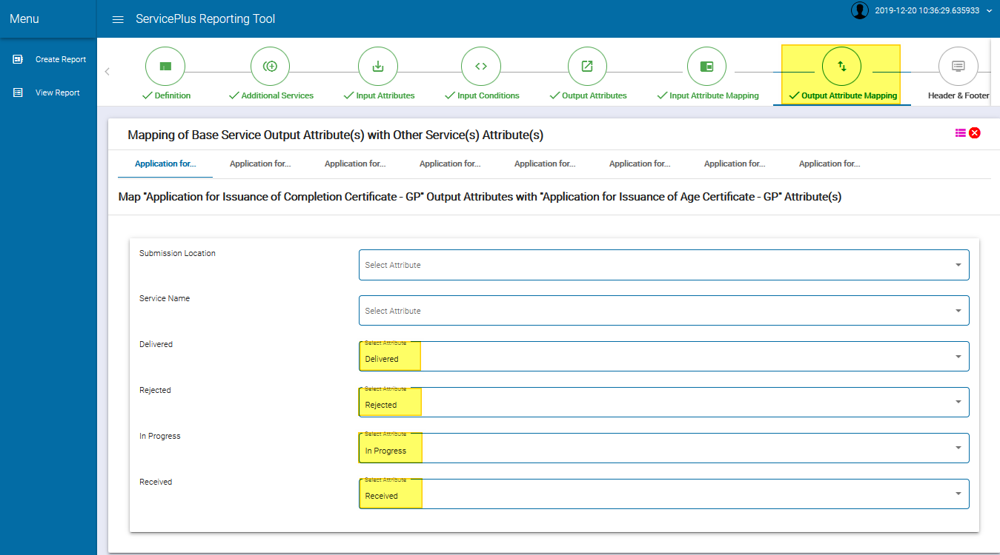 Menu
ServicePlus Reporting Tool
2019-12-20 10:36:29.635933
Create Report
View Report
Definition
Additional Services
Input Attributes
Input Conditions
Output Attributes
Input Attribute Mapping
Output Attribute Mapping
Header & Footer
Mapping of Base Service Output Attribute(s) with Other Service(s) Attribute(s)
Application for... Application for... Application for... Application for... Application for... Application for... Application for... Application for...
Map "Application for Issuance of Completion Certificate - GP" Output Attributes with "Application for Issuance of Age Certificate - GP" Attribute(s)
Submission Location
Select Attribute
Service Name
Select Attribute
Delivered
Select Attribute
Delivered
Rejected
Select Attribute
Rejected
In Progress
Select Attribute
In Progress
Received
Select Attribute
Received